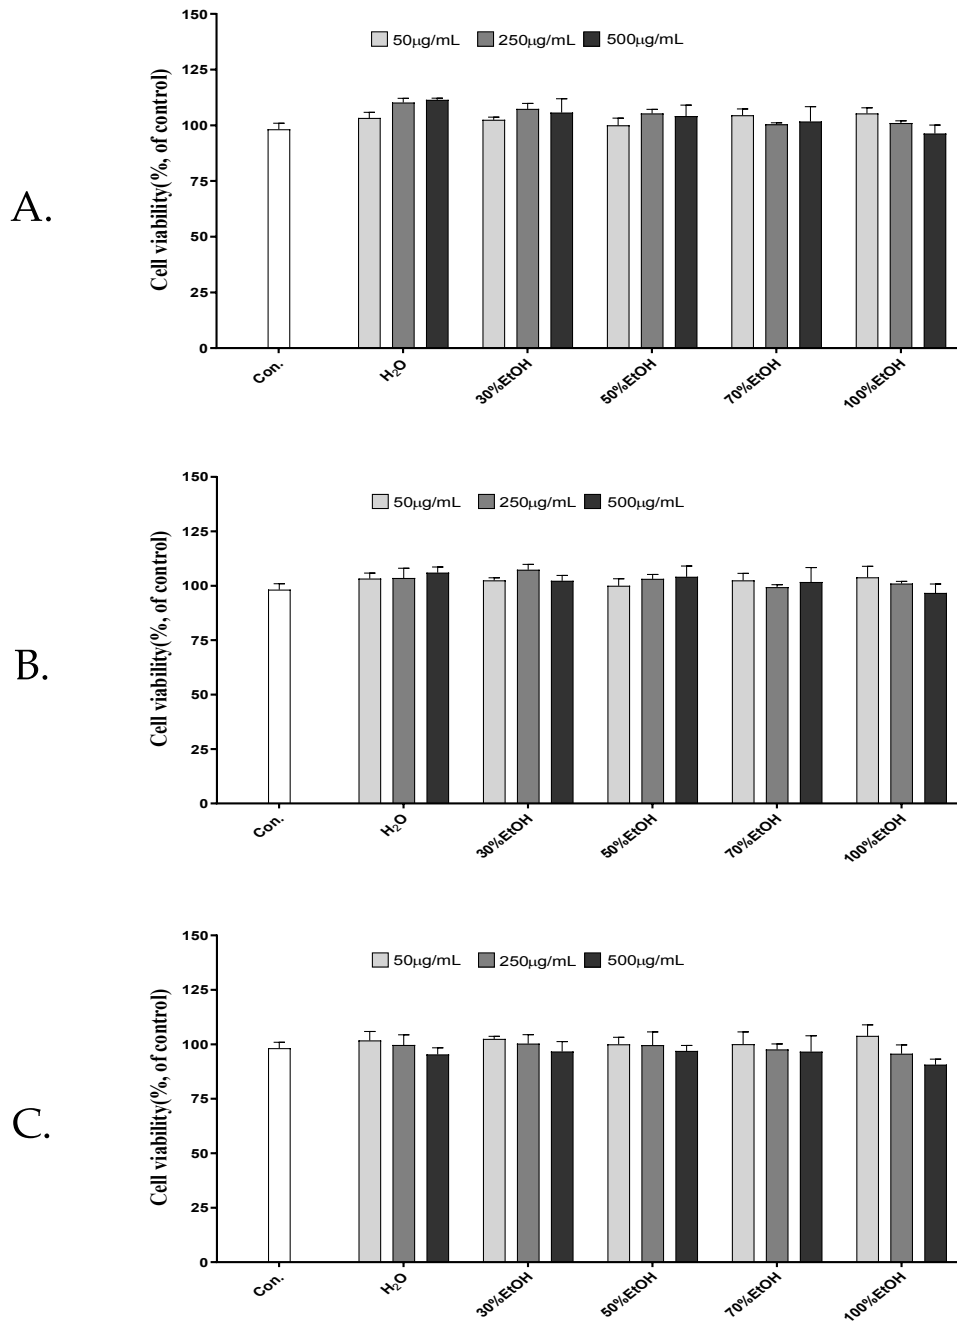 A.
Cell viability(%, of control)
150
125
100
75
50
25
0
50µg/mL 250µg/mL 500µg/mL
Con. H₂O 30%EtOH 50%EtOH 70%EtOH 100%EtOH
B.
Cell viability(%, of control)
150
125
100
75
50
25
0
50µg/mL 250µg/mL 500µg/mL
Con. H₂O 30%EtOH 50%EtOH 70%EtOH 100%EtOH
C.
Cell viability(%, of control)
150
125
100
75
50
25
0
50µg/mL 250µg/mL 500µg/mL
Con. H₂O 30%EtOH 50%EtOH 70%EtOH 100%EtOH